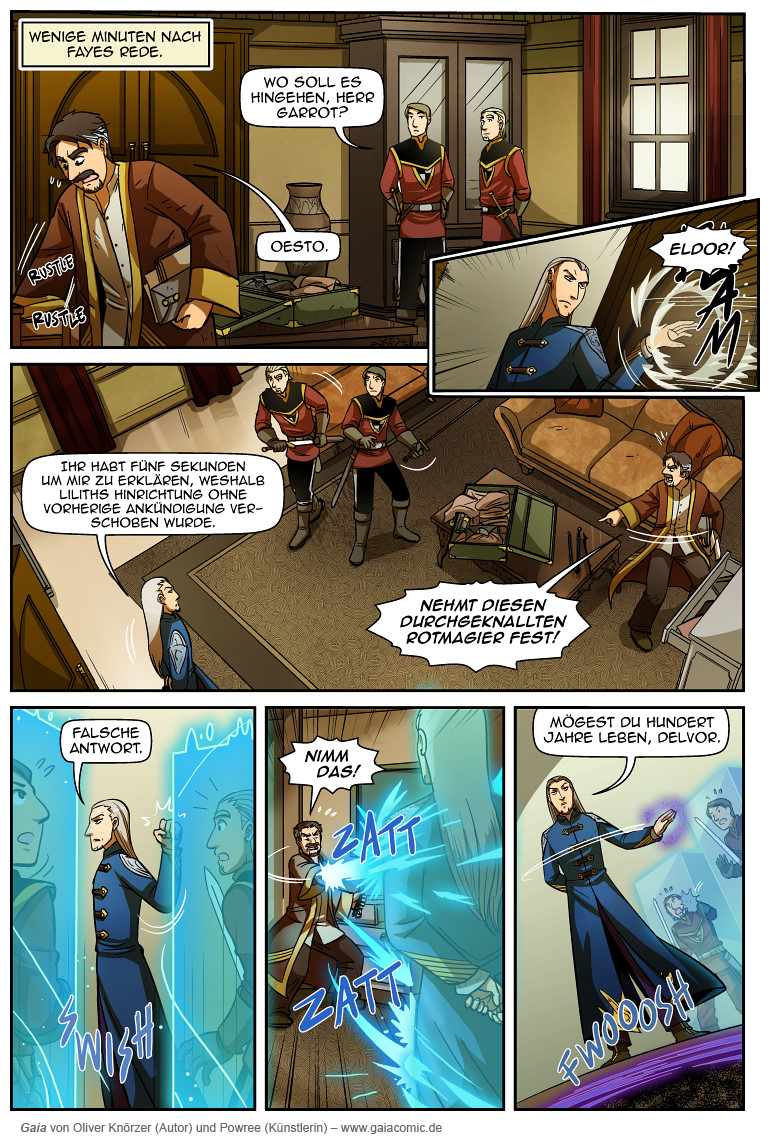 WENIGE MINUTEN NACH
FAYES REDE.
WO SOLL ES
HINGEHEN, HERR
GARROT?
OESTO.
RUSTLE
RUSTLE
ELDOR!
IHR HABT FÜNF SEKUNDEN
UM MIR ZU ERKLÄREN, WESHALB
LILITHS HINRICHTUNG OHNE
VORHERIGE ANKÜNDIGUNG VER-
SCHOBEN WURDE.
NEHMT DIESEN
DURCHGEKNALLTEN
ROTMAGIER FEST!
FALSCHE
ANTWORT.
SWISH
NIMM
DAS!
ZATT
ZATT
MÖGEST DU HUNDERT
JAHRE LEBEN, DELVOR.
FWOOOSH
Gaia von Oliver Knörzer (Autor) und Powree (Künstlerin) – www.gaiacomic.de